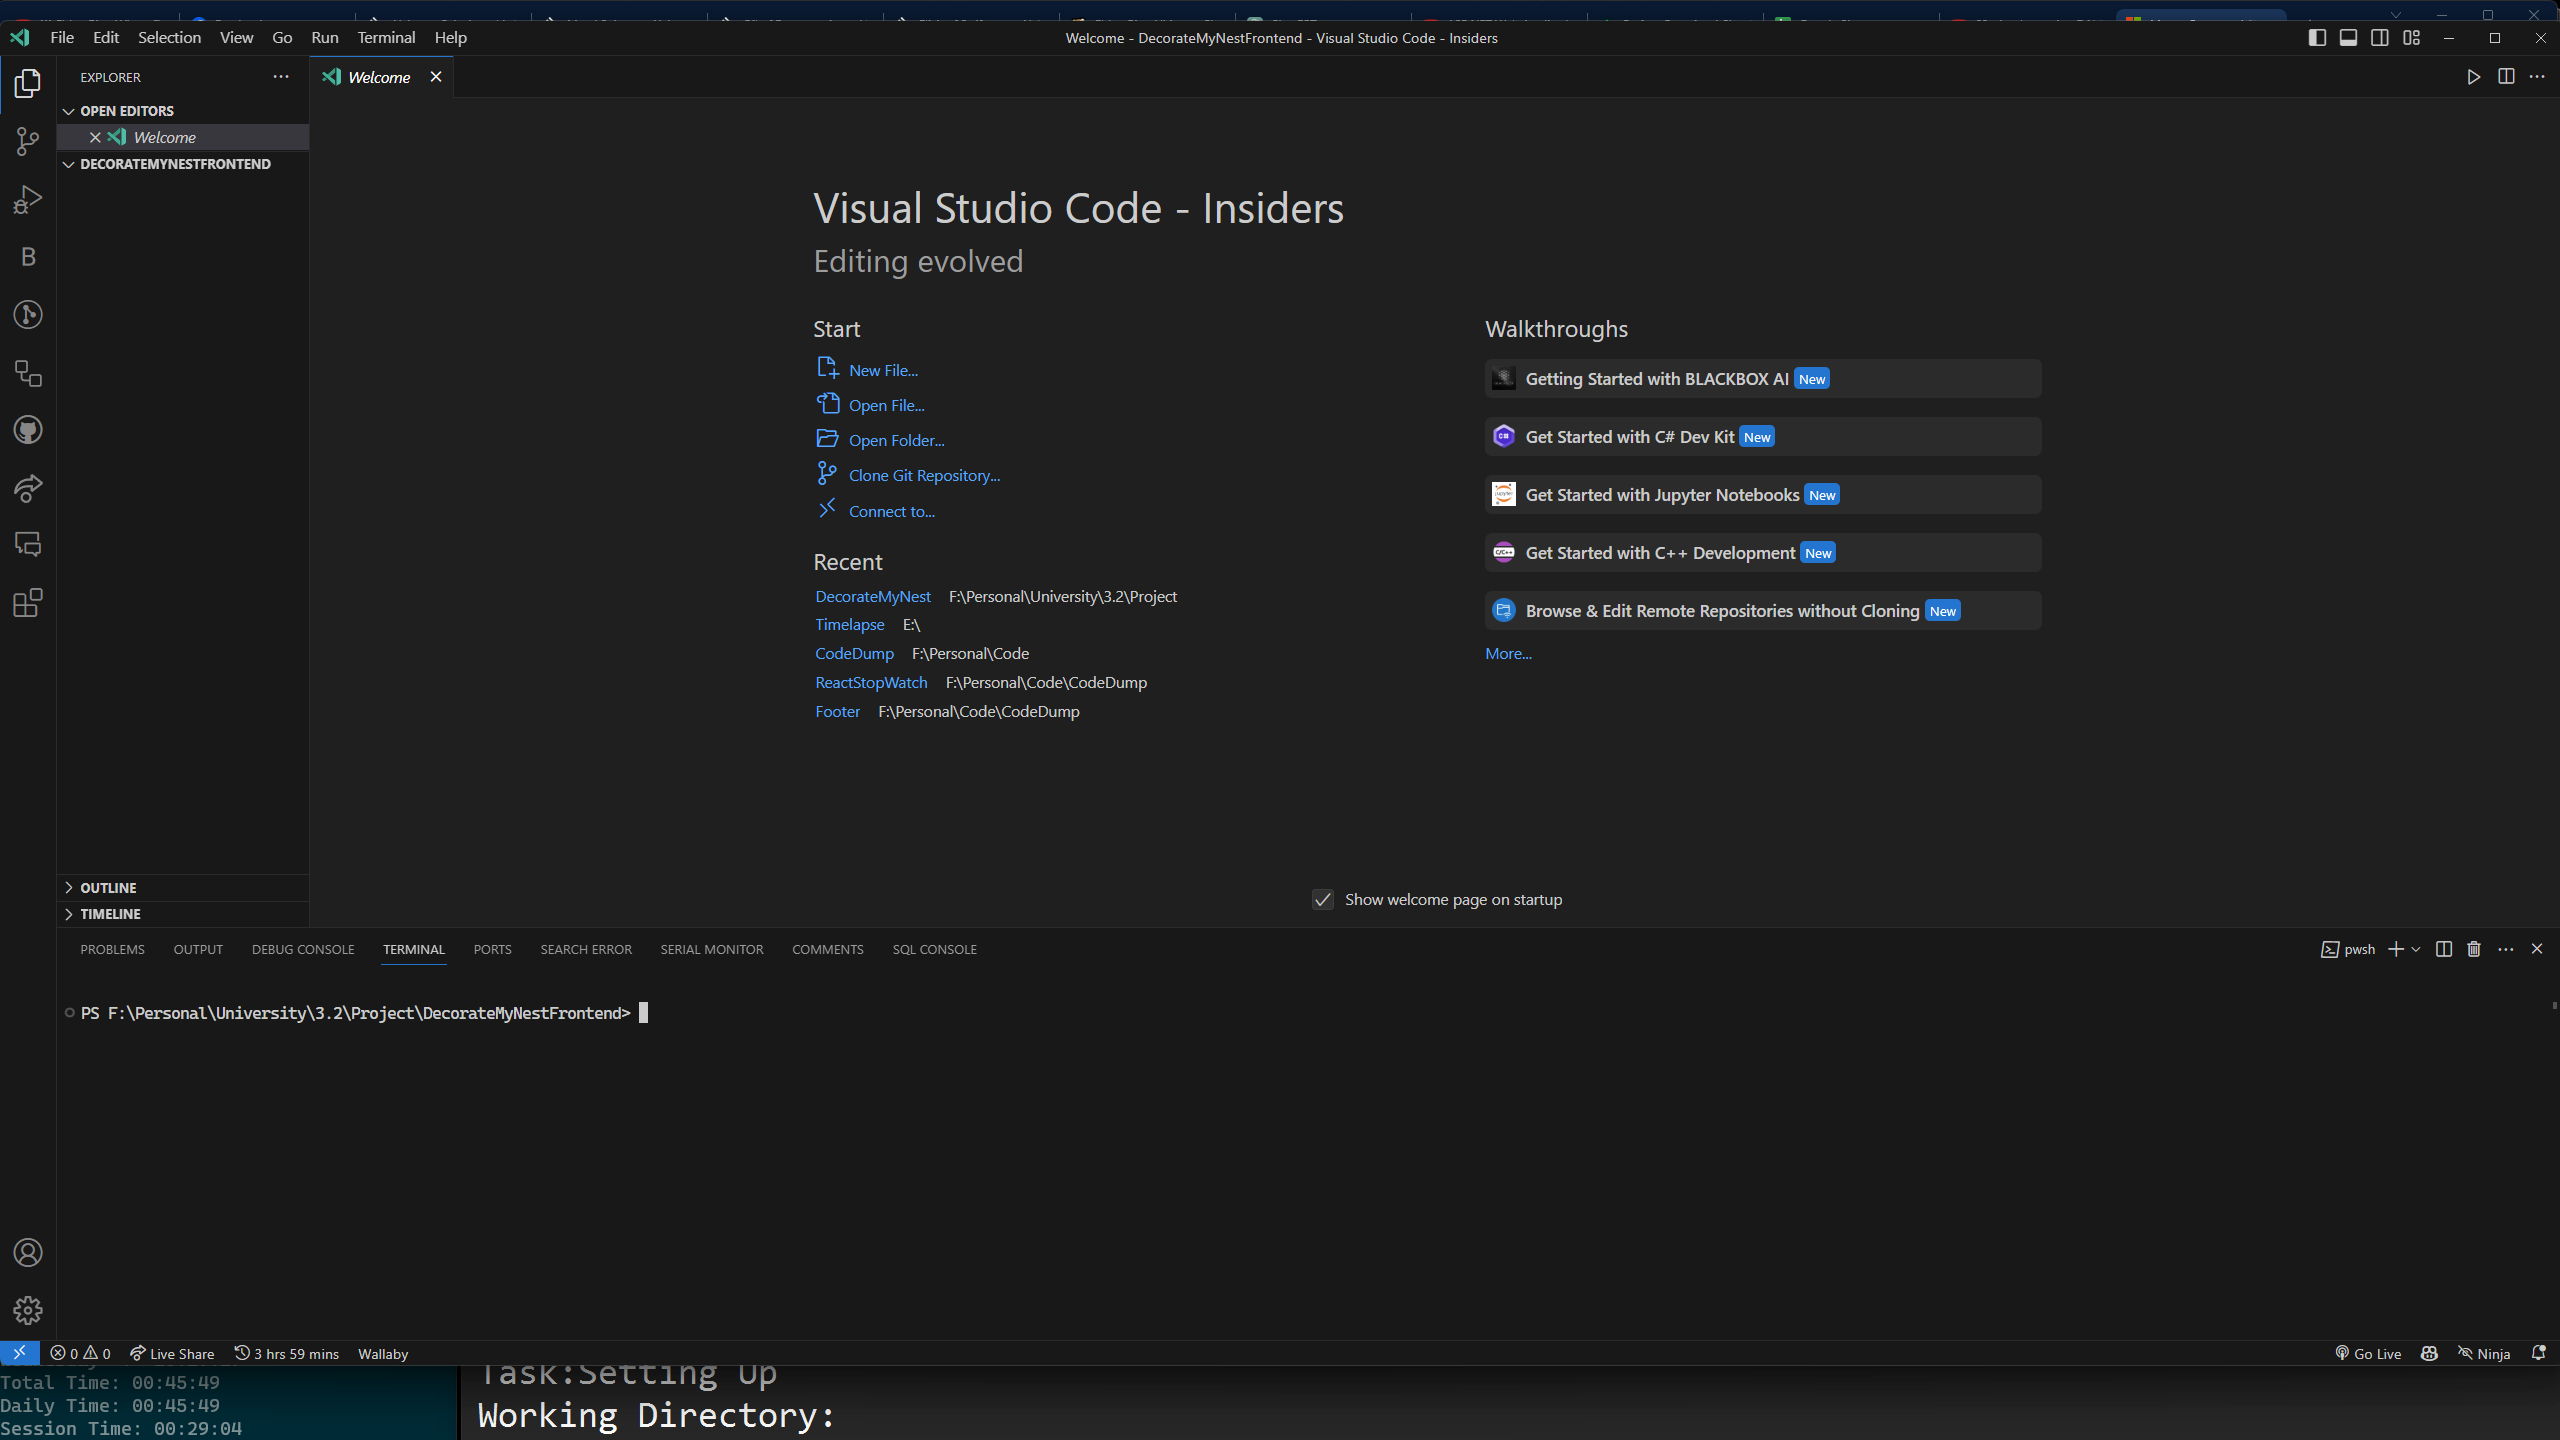 File Edit Selection View Go Run Terminal Help
Welcome - DecorateMyNestFrontend - Visual Studio Code - Insiders
EXPLORER
Welcome
OPEN EDITORS
Welcome
DECORATEMYNESTFRONTEND
B
Visual Studio Code - Insiders
Editing evolved
Start
New File...
Open File...
Open Folder...
Clone Git Repository...
Connect to...
Recent
DecorateMyNest F:\Personal\University\3.2\Project
Timelapse E:\
CodeDump F:\Personal\Code
ReactStopWatch F:\Personal\Code\CodeDump
Footer F:\Personal\Code\CodeDump
Walkthroughs
Getting Started with BLACKBOX AI New
Get Started with C# Dev Kit New
Get Started with Jupyter Notebooks New
Get Started with C++ Development New
Browse & Edit Remote Repositories without Cloning New
More...
Show welcome page on startup
OUTLINE
TIMELINE
PROBLEMS OUTPUT DEBUG CONSOLE TERMINAL PORTS SEARCH ERROR SERIAL MONITOR COMMENTS SQL CONSOLE
pwsh
PS F:\Personal\University\3.2\Project\DecorateMyNestFrontend>
0 0 Live Share 3 hrs 59 mins Wallaby
Go Live Ninja
Total Time: 00:45:49
Daily Time: 00:45:49
Session Time: 00:29:04
Task:Setting Up
Working Directory: